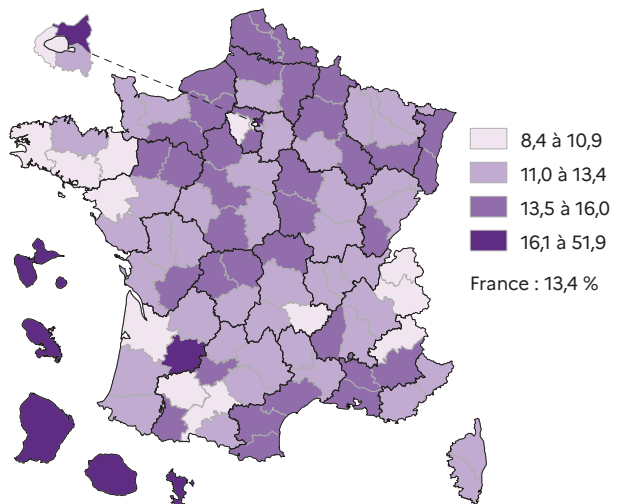 8,4 à 10,9
11,0 à 13,4
13,5 à 16,0
16,1 à 51,9
France : 13,4 %